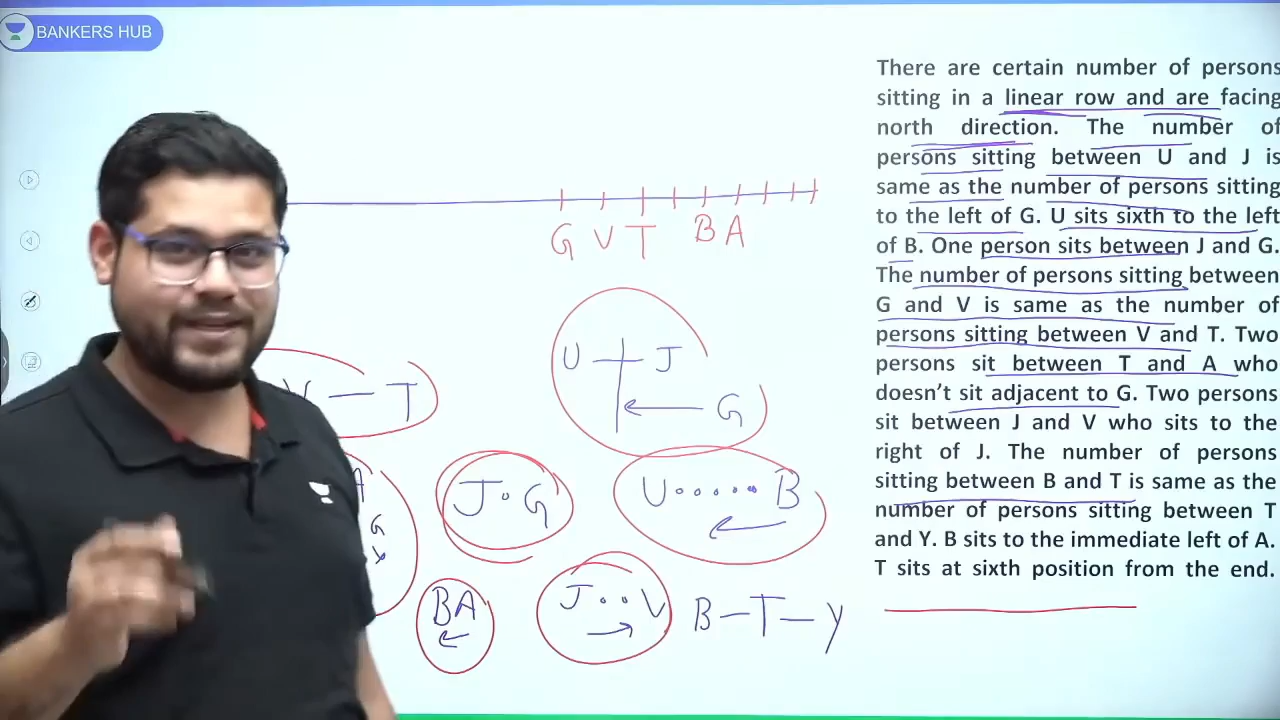 BANKERS HUB
There are certain number of persons
sitting in a linear row and are facing
north direction. The number of
persons sitting between U and J is
same as the number of persons sitting
to the left of G. U sits sixth to the left
of B. One person sits between J and G.
The number of persons sitting between
G and V is same as the number of
persons sitting between V and T. Two
persons sit between T and A who
doesn't sit adjacent to G. Two persons
sit between J and V who sits to the
right of J. The number of persons
sitting between B and T is same as the
number of persons sitting between T
and Y. B sits to the immediate left of A.
T sits at sixth position from the end.
G V T B A
U J
G
V — T
J • G
U • • • • • B
A
G
BA
J • • V
B — T — y